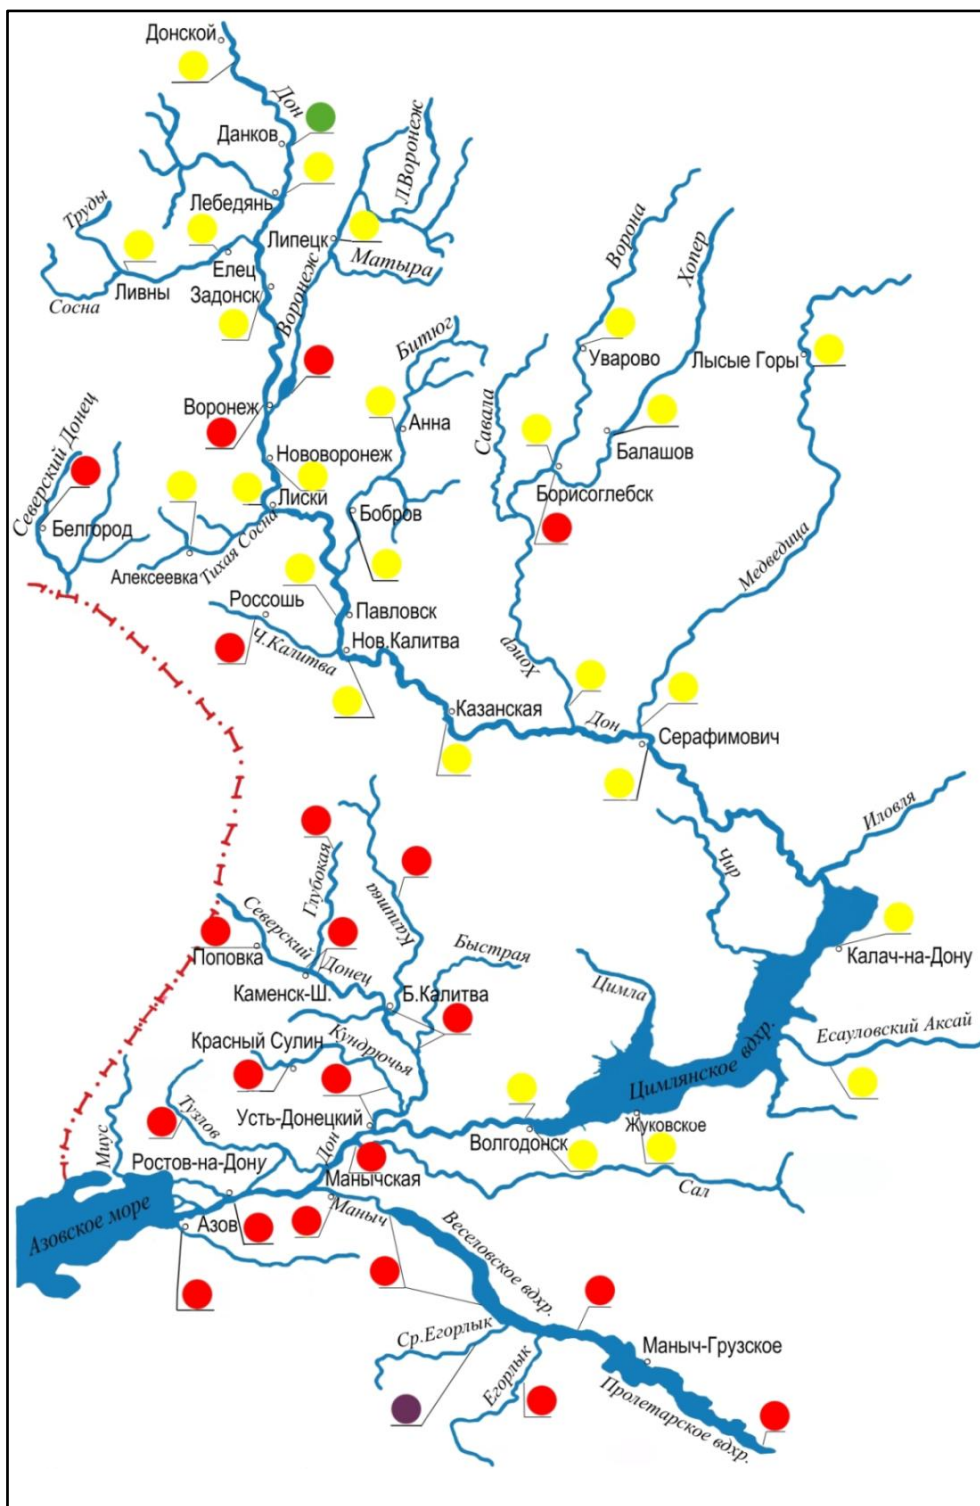 Донской
Дон
Данков
Л.Воронеж
Лебедянь
Труды
Липецк
Ворона
Хопер
Елец
Матыра
Ливны
Задонск
Сосна
Воронеж
Битюг
Уварово
Лысые Горы
Воронеж
Анна
Савала
Балашов
Северский Донец
Нововоронеж
Борисоглебск
Лиски
Бобров
Белгород
Тихая Сосна
Медведица
Алексеевка
Россошь
Павловск
Ч.Калитва
Нов.Калитва
Хопер
Казанская
Дон
Серафимович
Иловля
Чир
Глубокая
Калитва
Северский
Донец
Быстрая
Поповка
Калач-на-Дону
Каменск-Ш.
Б.Калитва
Цимла
Есауловский Аксай
Красный Сулин
Кундрючья
Цимлянское вдхр.
Тузлов
Усть-Донецкий
Волгодонск
Жуковское
Миус
Дон
Ростов-на-Дону
Манычская
Сал
Маныч
Азовское море
Азов
Веселовское вдхр.
Ср.Егорлык
Маныч-Грузское
Егорлык
Пролетарское вдхр.